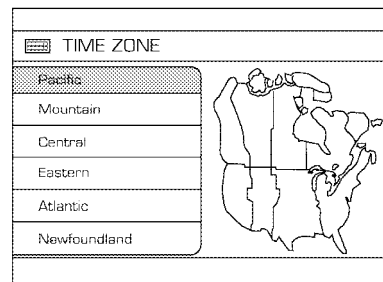 TIME ZONE
Pacific
Mountain
Central
Eastern
Atlantic
Newfoundland